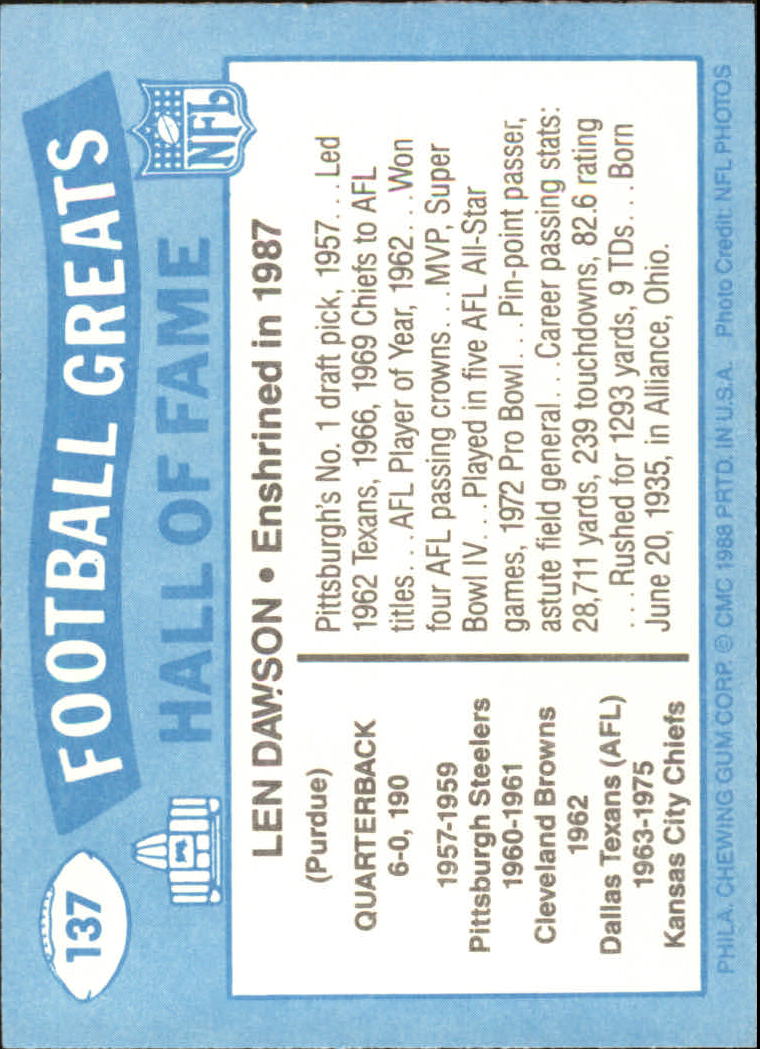 137
FOOTBALL GREATS
HALL OF FAME
NFL
LEN DAWSON • Enshrined in 1987
(Purdue)
QUARTERBACK
6-0, 190
1957-1959
Pittsburgh Steelers
1960-1961
Cleveland Browns
1962
Dallas Texans (AFL)
1963-1975
Kansas City Chiefs
Pittsburgh's No. 1 draft pick, 1957...Led
1962 Texans, 1966, 1969 Chiefs to AFL
titles...AFL Player of Year, 1962...Won
four AFL passing crowns...MVP, Super
Bowl IV...Played in five AFL All-Star
games, 1972 Pro Bowl...Pin-point passer,
astute field general...Career passing stats:
28,711 yards, 239 touchdowns, 82.6 rating
...Rushed for 1293 yards, 9 TDs...Born
June 20, 1935, in Alliance, Ohio.
PHILA. CHEWING GUM CORP. © CMC 1988 PRTD. IN U.S.A. Photo Credit: NFL PHOTOS